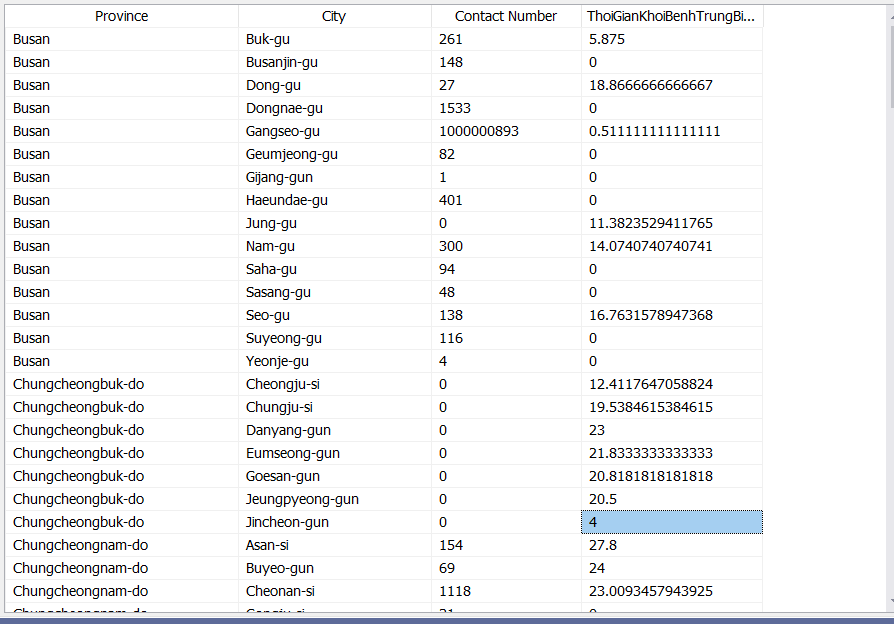 Province City Contact Number ThoiGianKhoiBenhTrungBi...
Busan Buk-gu 261 5.875
Busan Busanjin-gu 148 0
Busan Dong-gu 27 18.8666666666667
Busan Dongnae-gu 1533 0
Busan Gangseo-gu 1000000893 0.511111111111111
Busan Geumjeong-gu 82 0
Busan Gijang-gun 1 0
Busan Haeundae-gu 401 0
Busan Jung-gu 0 11.3823529411765
Busan Nam-gu 300 14.0740740740741
Busan Saha-gu 94 0
Busan Sasang-gu 48 0
Busan Seo-gu 138 16.7631578947368
Busan Suyeong-gu 116 0
Busan Yeonje-gu 4 0
Chungcheongbuk-do Cheongju-si 0 12.4117647058824
Chungcheongbuk-do Chungju-si 0 19.5384615384615
Chungcheongbuk-do Danyang-gun 0 23
Chungcheongbuk-do Eumseong-gun 0 21.8333333333333
Chungcheongbuk-do Goesan-gun 0 20.8181818181818
Chungcheongbuk-do Jeungpyeong-gun 0 20.5
Chungcheongbuk-do Jincheon-gun 0 4
Chungcheongnam-do Asan-si 154 27.8
Chungcheongnam-do Buyeo-gun 69 24
Chungcheongnam-do Cheonan-si 1118 23.0093457943925